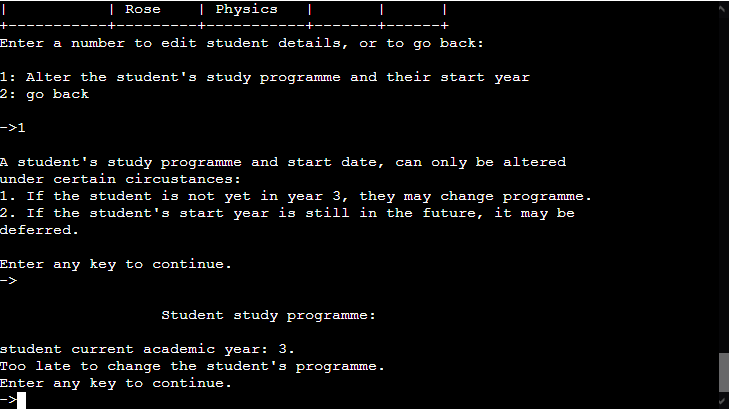 |           | Rose    | Physics   |       |      |
+-----------+---------+-----------+-------+------+
Enter a number to edit student details, or to go back:
1: Alter the student's study programme and their start year
2: go back
->1
A student's study programme and start date, can only be altered
under certain circustances:
1. If the student is not yet in year 3, they may change programme.
2. If the student's start year is still in the future, it may be
deferred.
Enter any key to continue.
->
Student study programme:
student current academic year: 3.
Too late to change the student's programme.
Enter any key to continue.
->